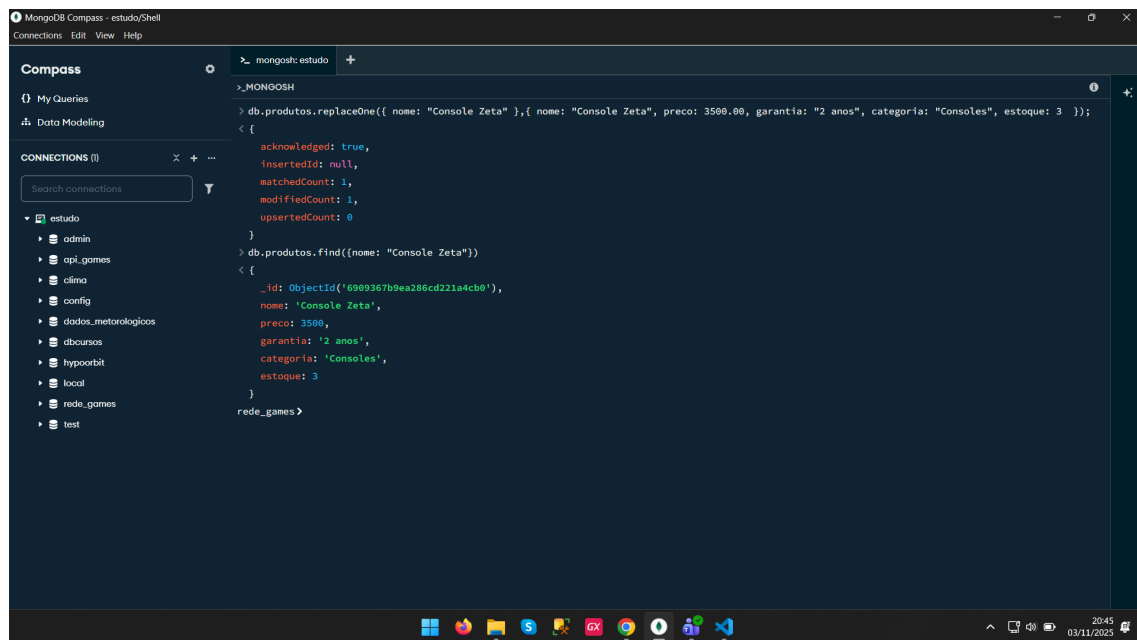 MongoDB Compass - estudo/Shell
Connections Edit View Help
Compass
My Queries
Data Modeling
CONNECTIONS (1)
Search connections
estudo
admin
api_games
clima
config
dados_metorologicos
dbcursos
hypoorbit
local
rede_games
test
>_ mongosh: estudo +
>_MONGOSH
> db.produtos.replaceOne({ nome: "Console Zeta" },{ nome: "Console Zeta", preco: 3500.00, garantia: "2 anos", categoria: "Consoles", estoque: 3  });
< {
acknowledged: true,
insertedId: null,
matchedCount: 1,
modifiedCount: 1,
upsertedCount: 0
}
> db.produtos.find({nome: "Console Zeta"})
< {
_id: ObjectId('6909367b9ea286cd221a4cb0'),
nome: 'Console Zeta',
preco: 3500,
garantia: '2 anos',
categoria: 'Consoles',
estoque: 3
}
rede_games>
S
GX
20:45
03/11/2025